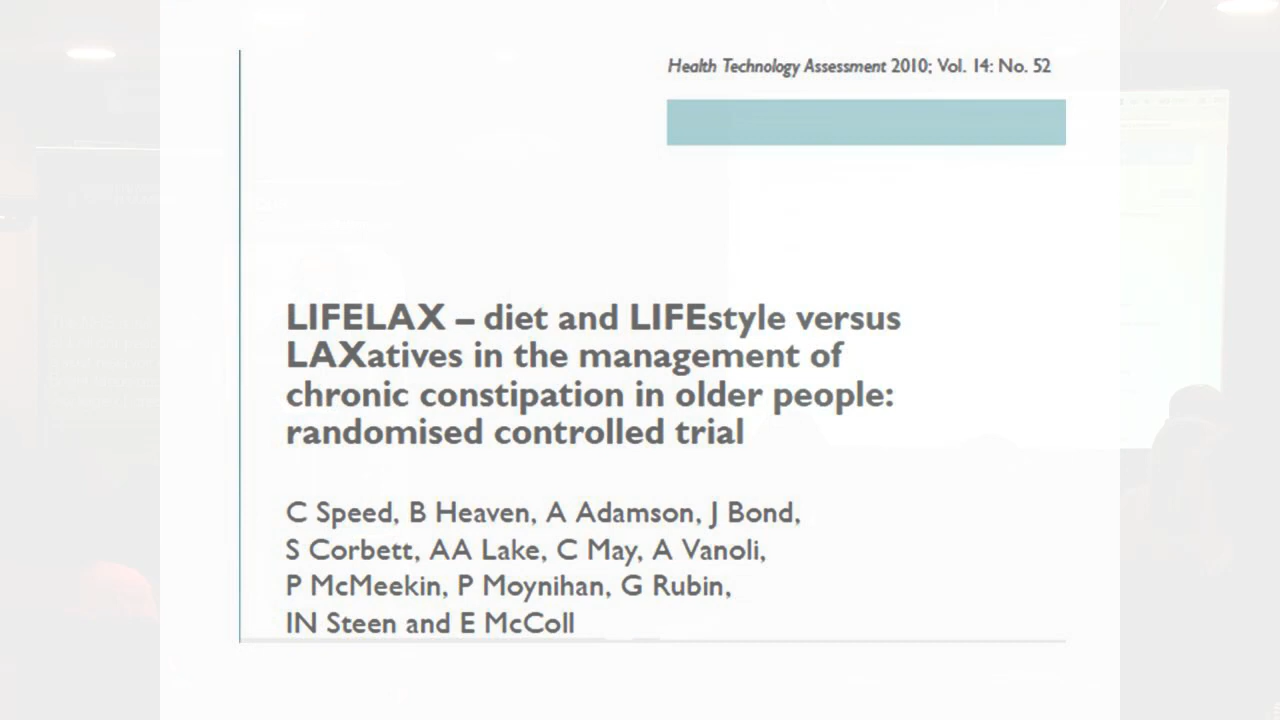 Health Technology Assessment 2010; Vol. 14: No. 52
LIFELAX – diet and LIFEstyle versus
LAXatives in the management of
chronic constipation in older people:
randomised controlled trial
C Speed, B Heaven, A Adamson, J Bond,
S Corbett, AA Lake, C May, A Vanoli,
P McMeekin, P Moynihan, G Rubin,
IN Steen and E McColl